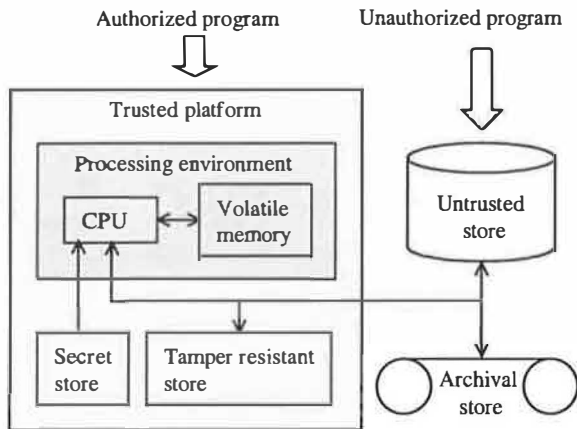 Authorized program
Unauthorized program
Trusted platform
Processing environment
CPU
Volatile
memory
Untrusted
store
Secret
store
Tamper resistant
store
Archival
store